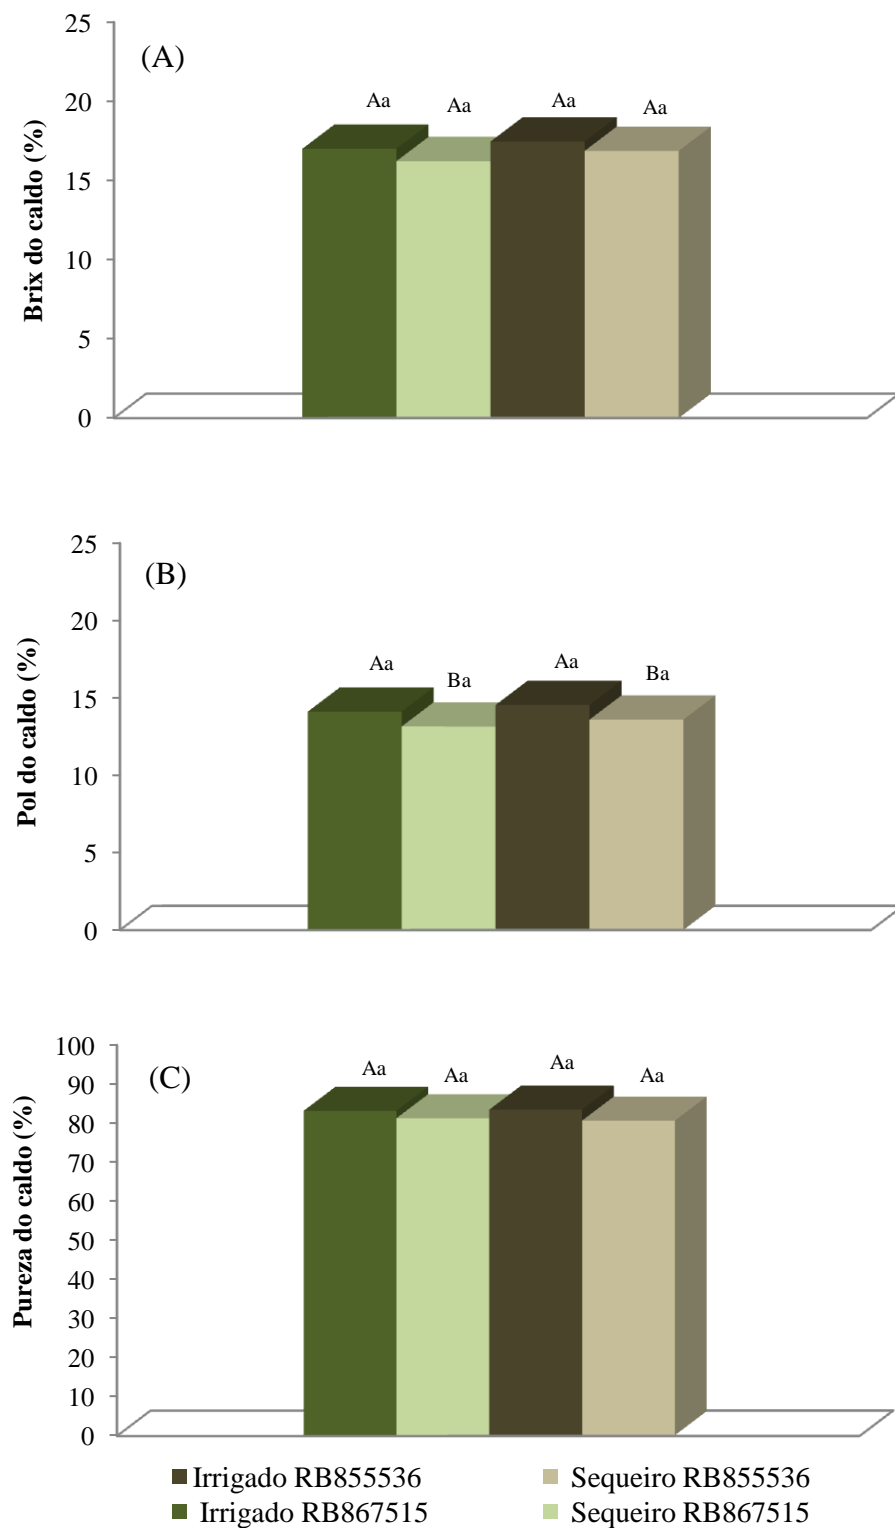 25
(A)
20
Aa
Aa
Aa
Aa
15
10
5
0
Brix do caldo (%)
25
(B)
20
Aa
Ba
Aa
Ba
15
10
5
0
Pol do caldo (%)
100
90
(C)
Aa
Aa
Aa
Aa
80
70
60
50
40
30
20
10
0
Pureza do caldo (%)
Irrigado RB855536
Sequeiro RB855536
Irrigado RB867515
Sequeiro RB867515